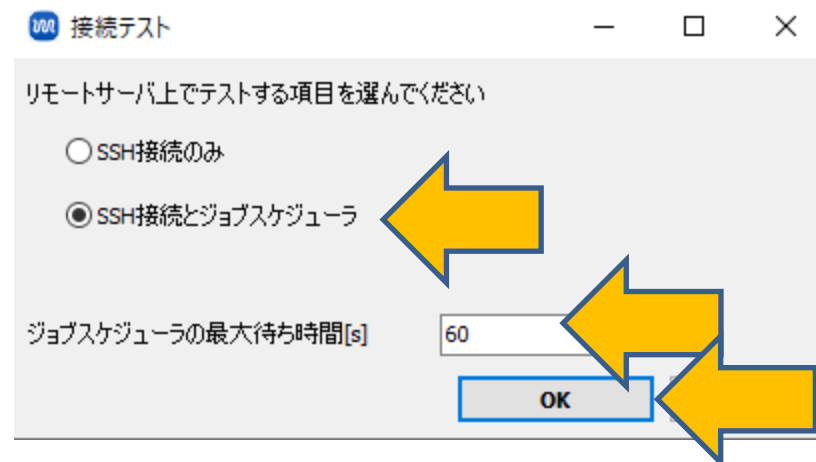 接続テスト
リモートサーバ上でテストする項目を選んでください
SSH接続のみ
SSH接続とジョブスケジューラ
ジョブスケジューラの最大待ち時間[s] 60
OK